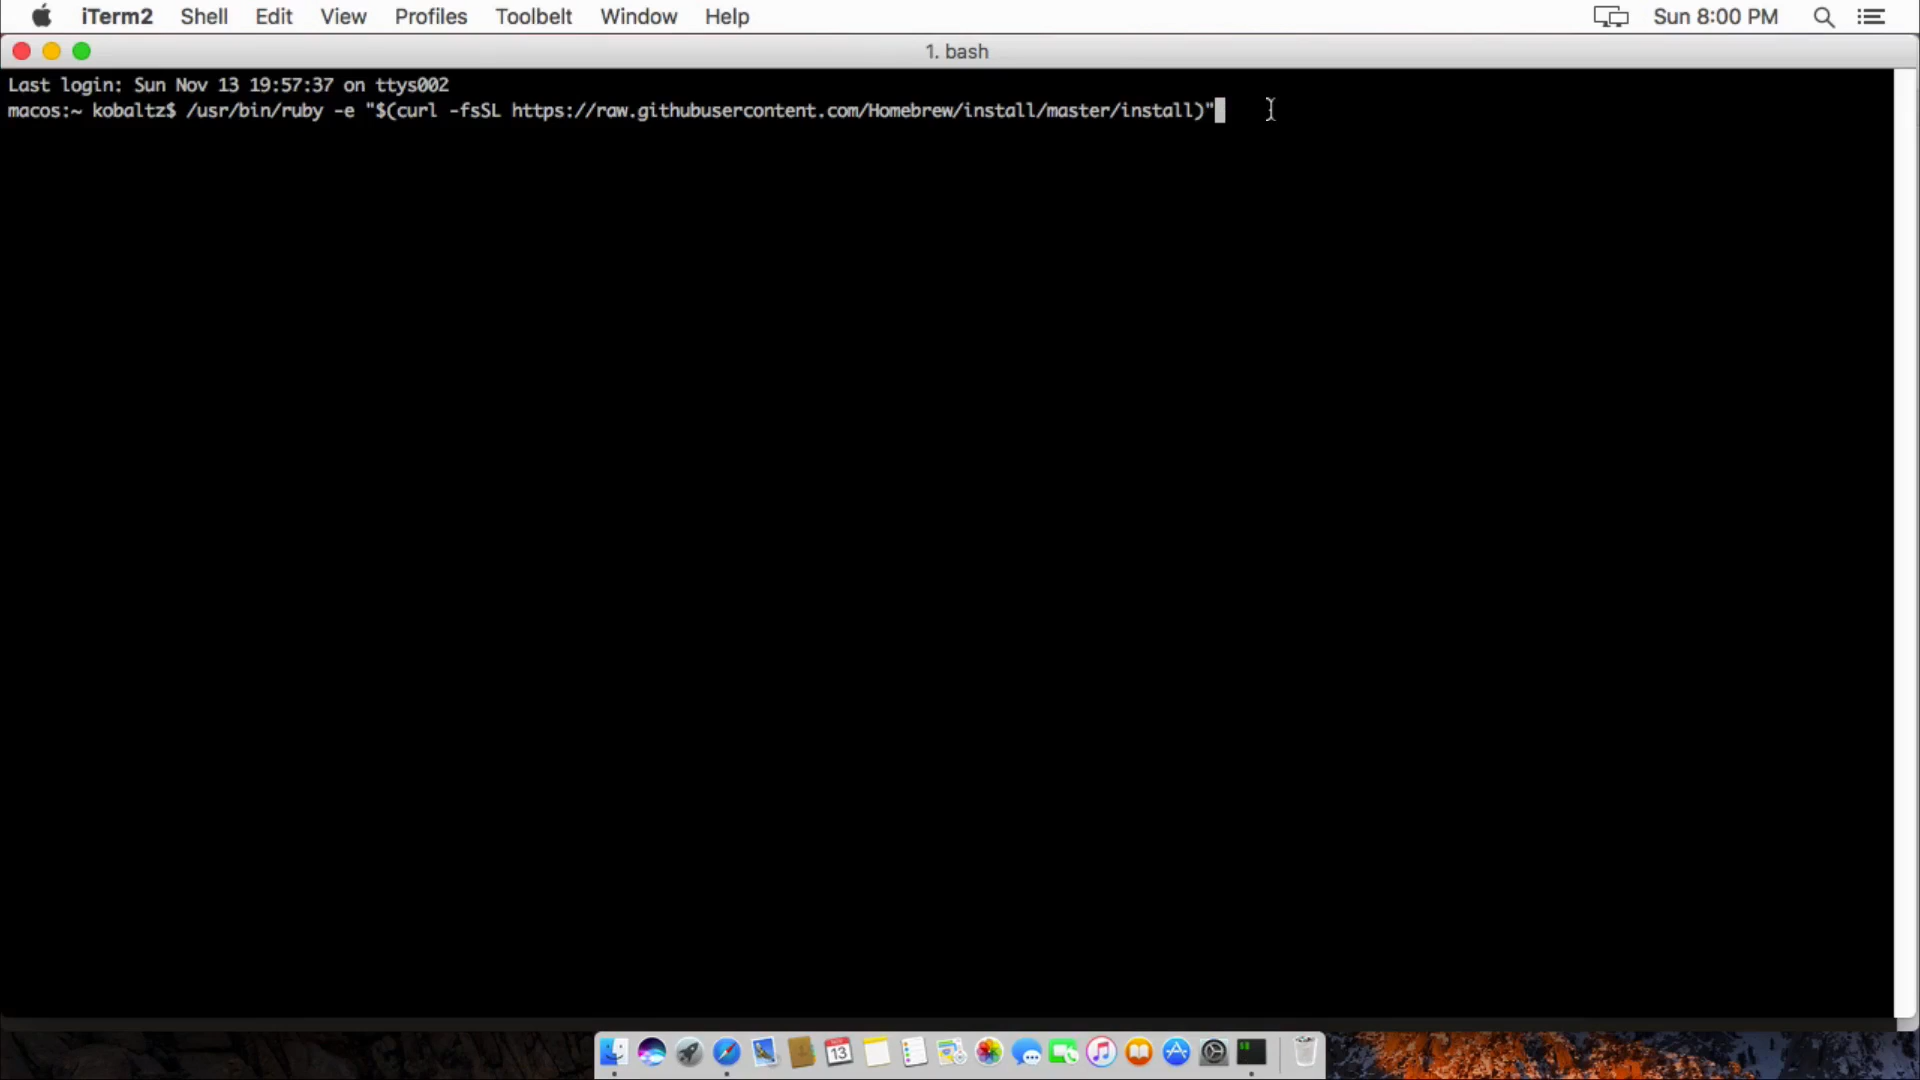 iTerm2 Shell Edit View Profiles Toolbelt Window Help Sun 8:00 PM
1. bash
Last login: Sun Nov 13 19:57:37 on ttys002
macos:~ kobaltz$ /usr/bin/ruby -e "$(curl -fsSL https://raw.githubusercontent.com/Homebrew/install/master/install)"
13